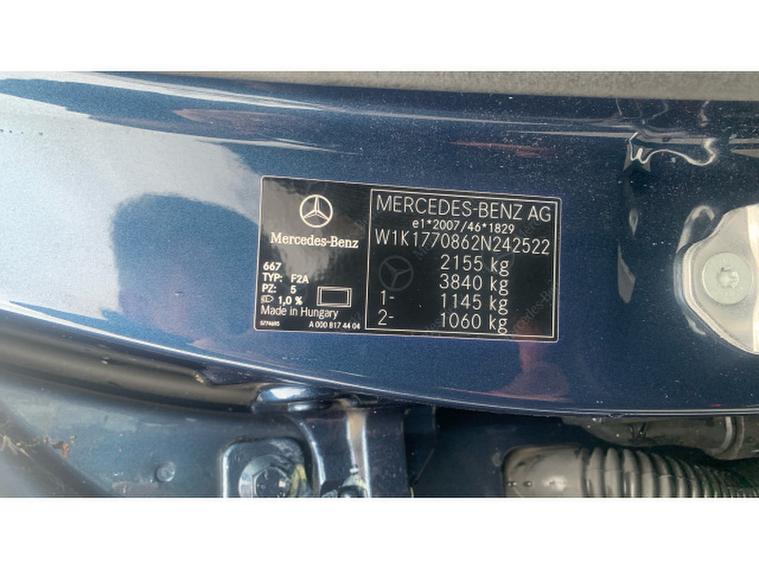 Mercedes-Benz
667
TYP: F2A
PZ: 5
1,0 %
Made in Hungary
A 000 817 44 04
MERCEDES-BENZ AG
e1*2007/46*1829
W1K1770862N242522
2155 kg
3840 kg
1- 1145 kg
2- 1060 kg